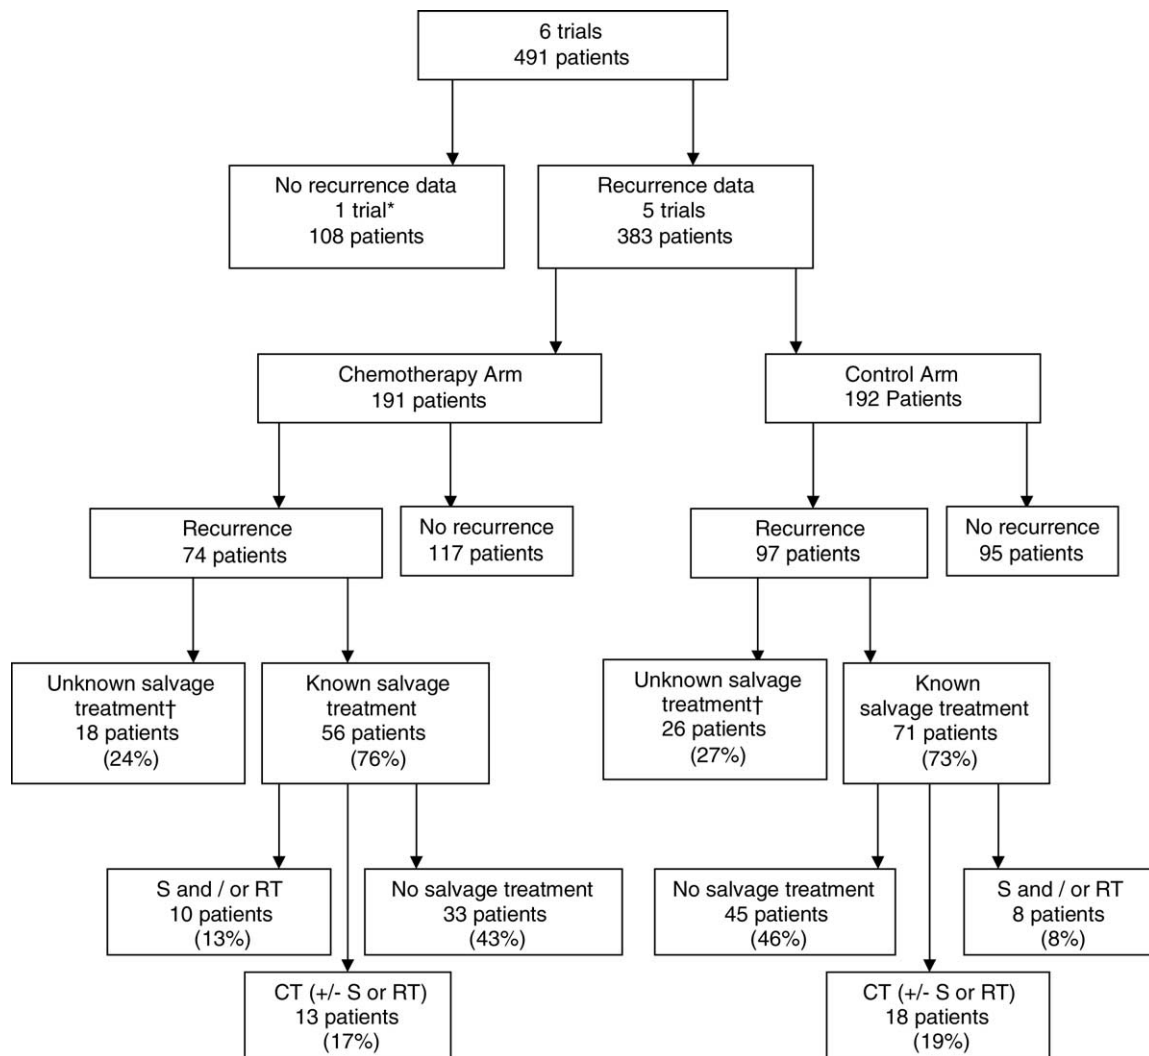 6 trials
491 patients
No recurrence data
1 trial*
108 patients
Recurrence data
5 trials
383 patients
Chemotherapy Arm
191 patients
Control Arm
192 Patients
Recurrence
74 patients
No recurrence
117 patients
Recurrence
97 patients
No recurrence
95 patients
Unknown salvage
treatment†
18 patients
(24%)
Known salvage
treatment
56 patients
(76%)
Unknown salvage
treatment†
26 patients
(27%)
Known
salvage treatment
71 patients
(73%)
S and / or RT
10 patients
(13%)
No salvage treatment
33 patients
(43%)
No salvage treatment
45 patients
(46%)
S and / or RT
8 patients
(8%)
CT (+/- S or RT)
13 patients
(17%)
CT (+/- S or RT)
18 patients
(19%)